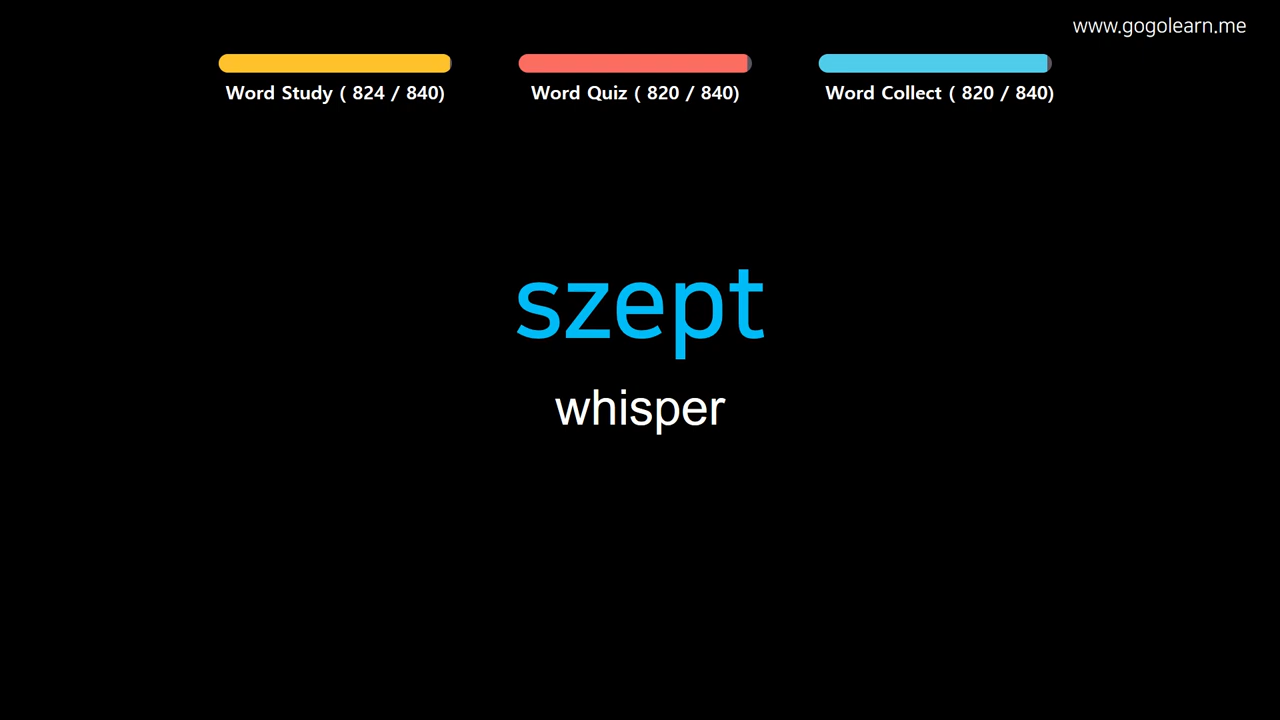 www.gogolearn.me
Word Study ( 824 / 840)
Word Quiz ( 820 / 840)
Word Collect ( 820 / 840)
szept
whisper